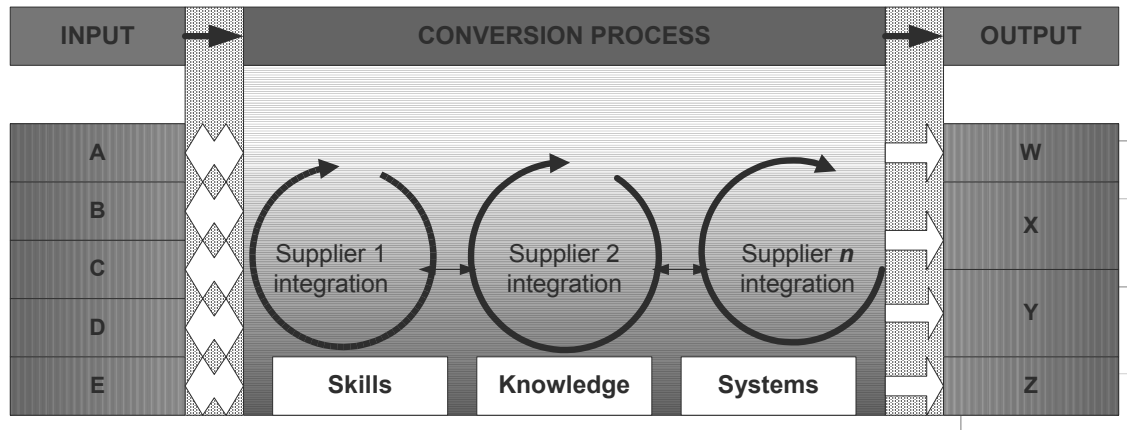 INPUT
CONVERSION PROCESS
OUTPUT
A
B
C
D
E
Supplier 1
integration
Supplier 2
integration
Supplier n
integration
Skills
Knowledge
Systems
W
X
Y
Z